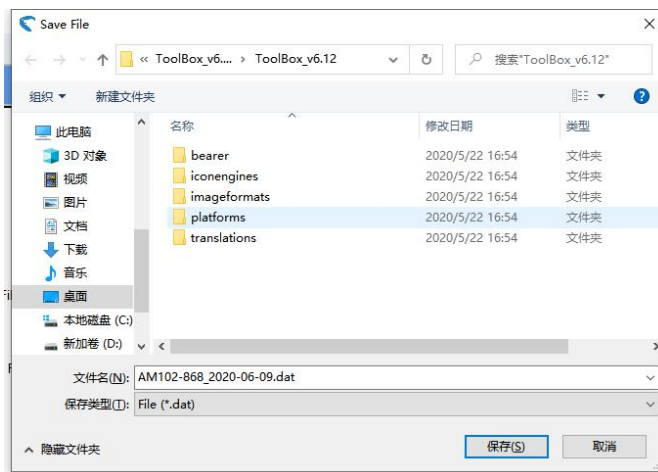 Save File
« ToolBox_v6.... › ToolBox_v6.12
搜索"ToolBox_v6.12"
组织 新建文件夹
此电脑
3D 对象
视频
图片
文档
下载
音乐
桌面
本地磁盘 (C:)
新加卷 (D:)
名称 修改日期 类型
bearer 2020/5/22 16:54 文件夹
iconengines 2020/5/22 16:54 文件夹
imageformats 2020/5/22 16:54 文件夹
platforms 2020/5/22 16:54 文件夹
translations 2020/5/22 16:54 文件夹
文件名(N): AM102-868_2020-06-09.dat
保存类型(T): File (*.dat)
隐藏文件夹
保存(S) 取消